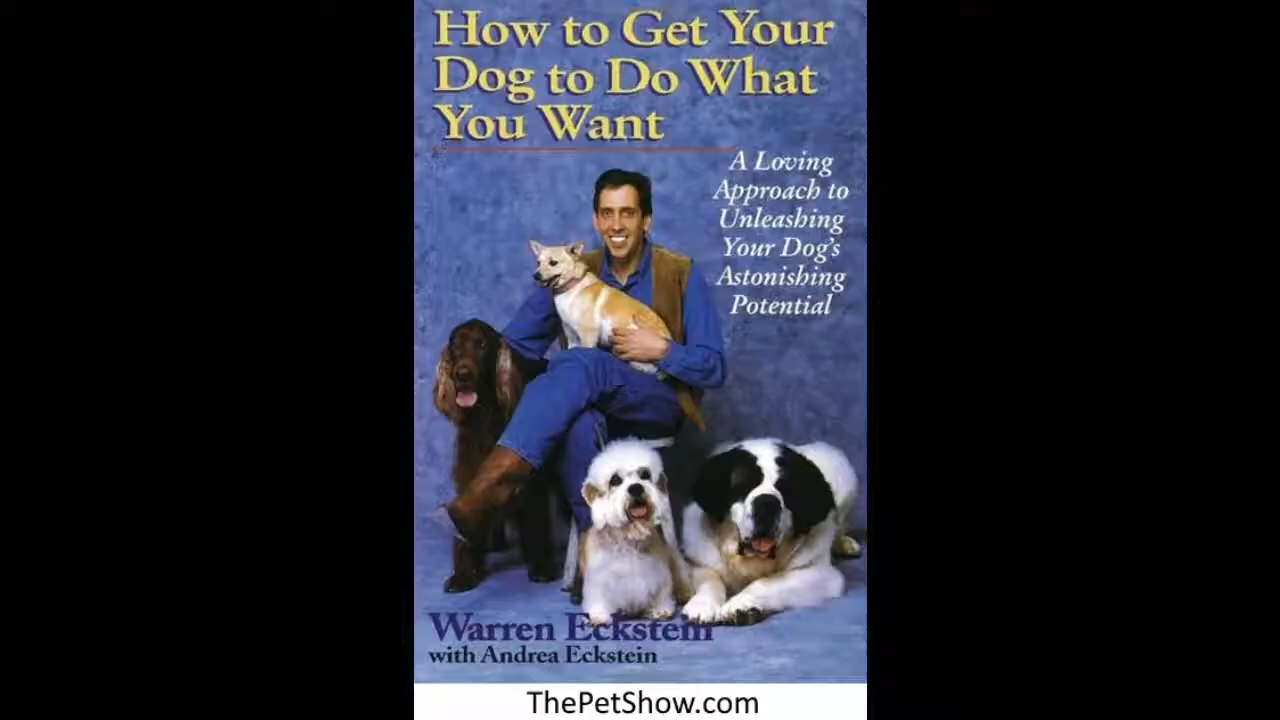 How to Get Your
Dog to Do What
You Want
A Loving
Approach to
Unleashing
Your Dog's
Astonishing
Potential
Warren Eckstein
with Andrea Eckstein
ThePetShow.com